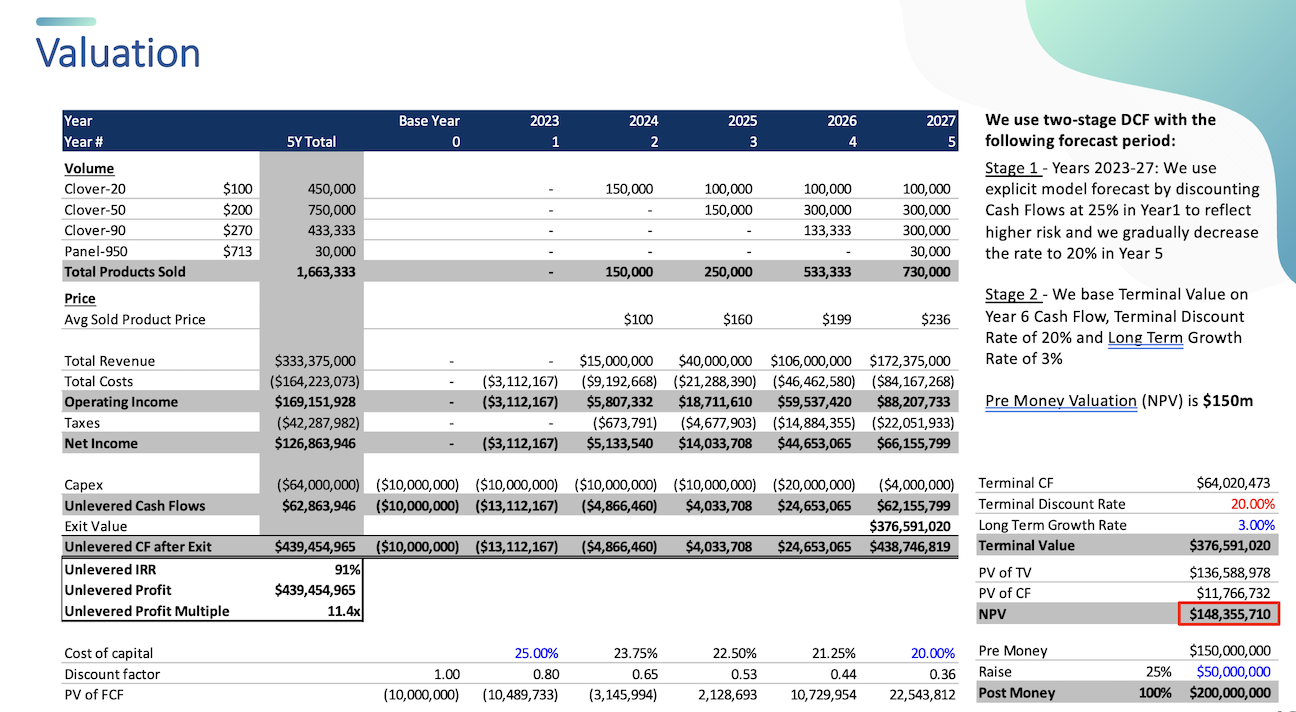 Valuation
Year Base Year 2023 2024 2025 2026 2027
Year # 5Y Total 0 1 2 3 4 5
Volume
Clover-20 $100 450,000 - 150,000 100,000 100,000 100,000
Clover-50 $200 750,000 - - 150,000 300,000 300,000
Clover-90 $270 433,333 - - - 133,333 300,000
Panel-950 $713 30,000 - - - - 30,000
Total Products Sold 1,663,333 - 150,000 250,000 533,333 730,000
Price
Avg Sold Product Price $100 $160 $199 $236
Total Revenue $333,375,000 - - $15,000,000 $40,000,000 $106,000,000 $172,375,000
Total Costs ($164,223,073) - ($3,112,167) ($9,192,668) ($21,288,390) ($46,462,580) ($84,167,268)
Operating Income $169,151,928 - ($3,112,167) $5,807,332 $18,711,610 $59,537,420 $88,207,733
Taxes ($42,287,982) - - ($673,791) ($4,677,903) ($14,884,355) ($22,051,933)
Net Income $126,863,946 - ($3,112,167) $5,133,540 $14,033,708 $44,653,065 $66,155,799
Capex ($64,000,000) ($10,000,000) ($10,000,000) ($10,000,000) ($10,000,000) ($20,000,000) ($4,000,000)
Unlevered Cash Flows $62,863,946 ($10,000,000) ($13,112,167) ($4,866,460) $4,033,708 $24,653,065 $62,155,799
Exit Value $376,591,020
Unlevered CF after Exit $439,454,965 ($10,000,000) ($13,112,167) ($4,866,460) $4,033,708 $24,653,065 $438,746,819
Unlevered IRR 91%
Unlevered Profit $439,454,965
Unlevered Profit Multiple 11.4x
Cost of capital 25.00% 23.75% 22.50% 21.25% 20.00%
Discount factor 1.00 0.80 0.65 0.53 0.44 0.36
PV of FCF (10,000,000) (10,489,733) (3,145,994) 2,128,693 10,729,954 22,543,812
We use two-stage DCF with the
following forecast period:
Stage 1 - Years 2023-27: We use
explicit model forecast by discounting
Cash Flows at 25% in Year1 to reflect
higher risk and we gradually decrease
the rate to 20% in Year 5
Stage 2 - We base Terminal Value on
Year 6 Cash Flow, Terminal Discount
Rate of 20% and Long Term Growth
Rate of 3%
Pre Money Valuation (NPV) is $150m
Terminal CF $64,020,473
Terminal Discount Rate 20.00%
Long Term Growth Rate 3.00%
Terminal Value $376,591,020
PV of TV $136,588,978
PV of CF $11,766,732
NPV $148,355,710
Pre Money $150,000,000
Raise 25% $50,000,000
Post Money 100% $200,000,000